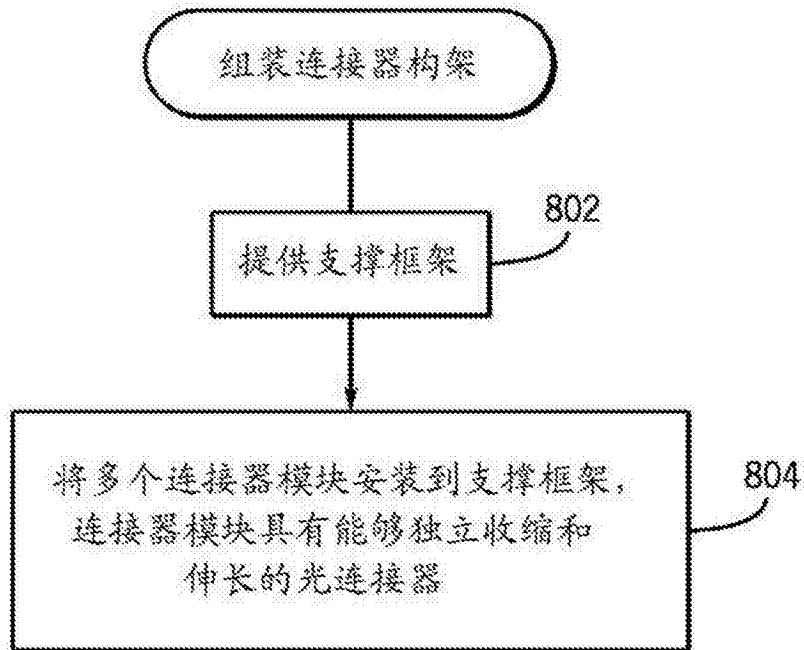 组装连接器构架
802
提供支撑框架
804
将多个连接器模块安装到支撑框架，
连接器模块具有能够独立收缩和
伸长的光连接器